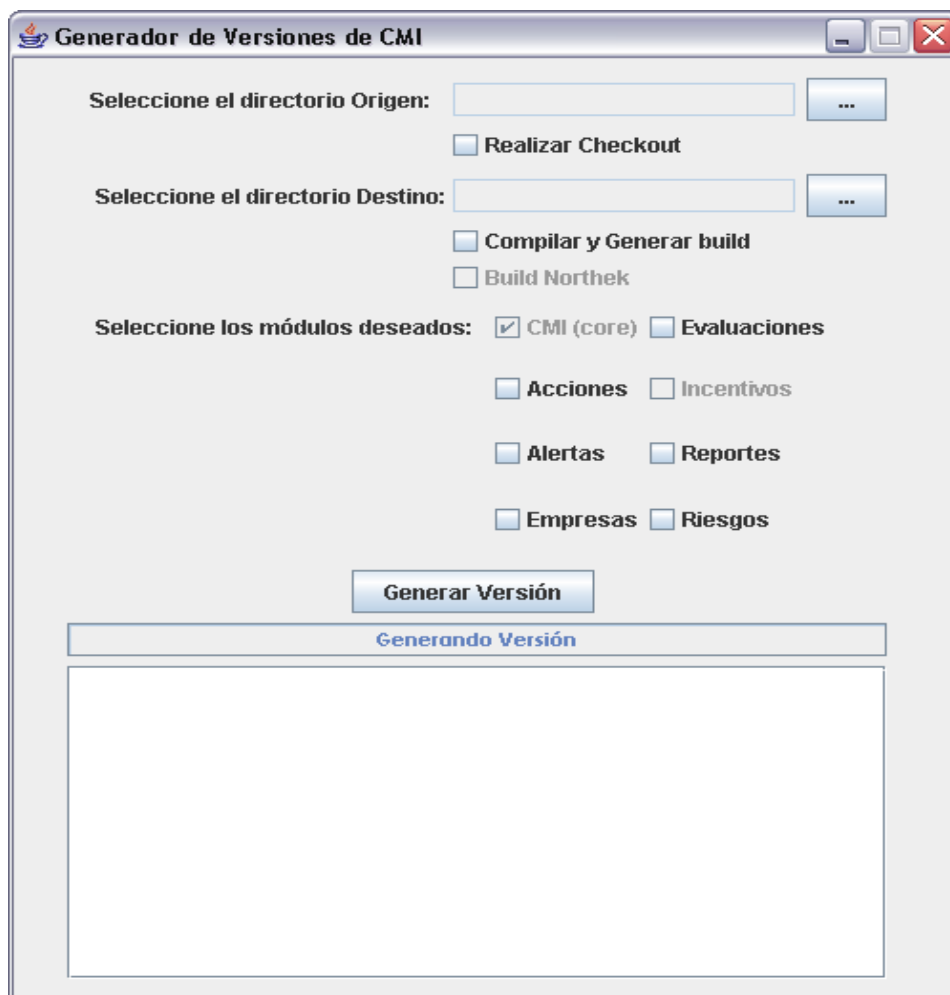 Generador de Versiones de CMI
Seleccione el directorio Origen: ...
Realizar Checkout
Seleccione el directorio Destino: ...
Compilar y Generar build
Build Northek
Seleccione los módulos deseados: CMI (core) Evaluaciones
Acciones Incentivos
Alertas Reportes
Empresas Riesgos
Generar Versión
Generando Versión